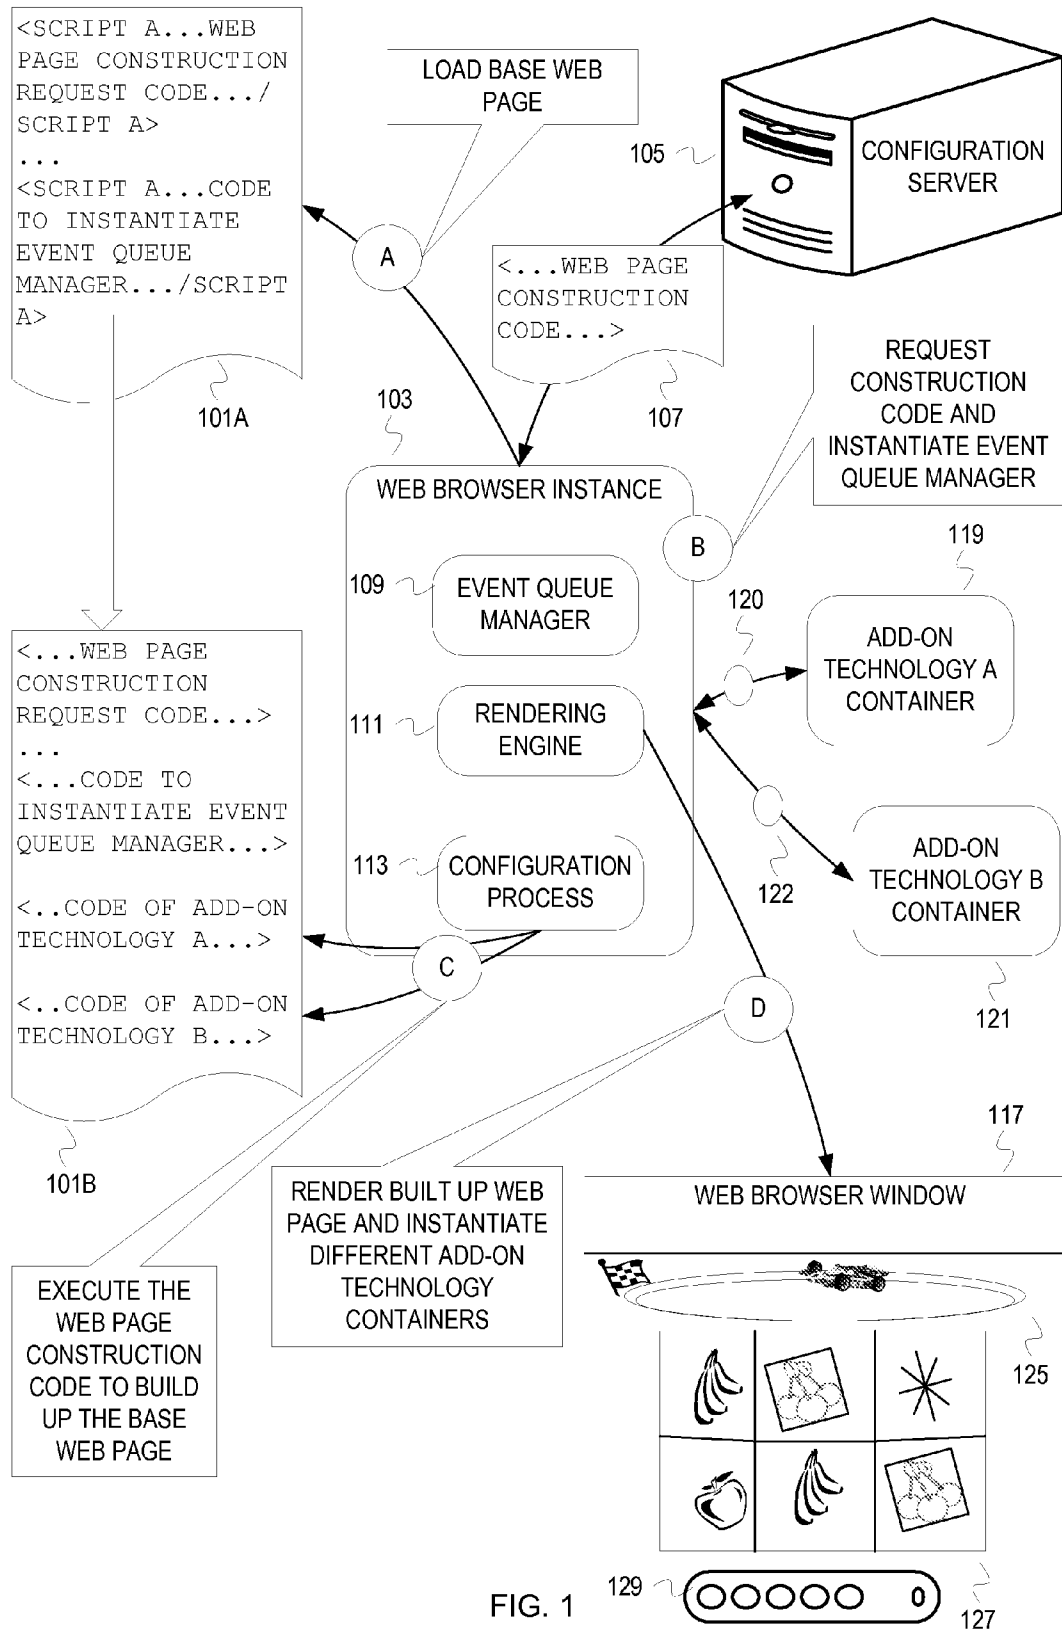 <SCRIPT A...WEB
PAGE CONSTRUCTION
REQUEST CODE.../
SCRIPT A>
...
<SCRIPT A...CODE
TO INSTANTIATE
EVENT QUEUE
MANAGER.../SCRIPT
A>
101A
LOAD BASE WEB
PAGE
A
105
CONFIGURATION
SERVER
<...WEB PAGE
CONSTRUCTION
CODE...>
107
REQUEST
CONSTRUCTION
CODE AND
INSTANTIATE EVENT
QUEUE MANAGER
103
WEB BROWSER INSTANCE
B
109
EVENT QUEUE
MANAGER
111
RENDERING
ENGINE
113
CONFIGURATION
PROCESS
119
120
ADD-ON
TECHNOLOGY A
CONTAINER
122
ADD-ON
TECHNOLOGY B
CONTAINER
121
<...WEB PAGE
CONSTRUCTION
REQUEST CODE...>
...
<...CODE TO
INSTANTIATE EVENT
QUEUE MANAGER...>
<..CODE OF ADD-ON
TECHNOLOGY A...>
<..CODE OF ADD-ON
TECHNOLOGY B...>
101B
C
D
EXECUTE THE
WEB PAGE
CONSTRUCTION
CODE TO BUILD
UP THE BASE
WEB PAGE
RENDER BUILT UP WEB
PAGE AND INSTANTIATE
DIFFERENT ADD-ON
TECHNOLOGY
CONTAINERS
117
WEB BROWSER WINDOW
125
127
129
FIG. 1